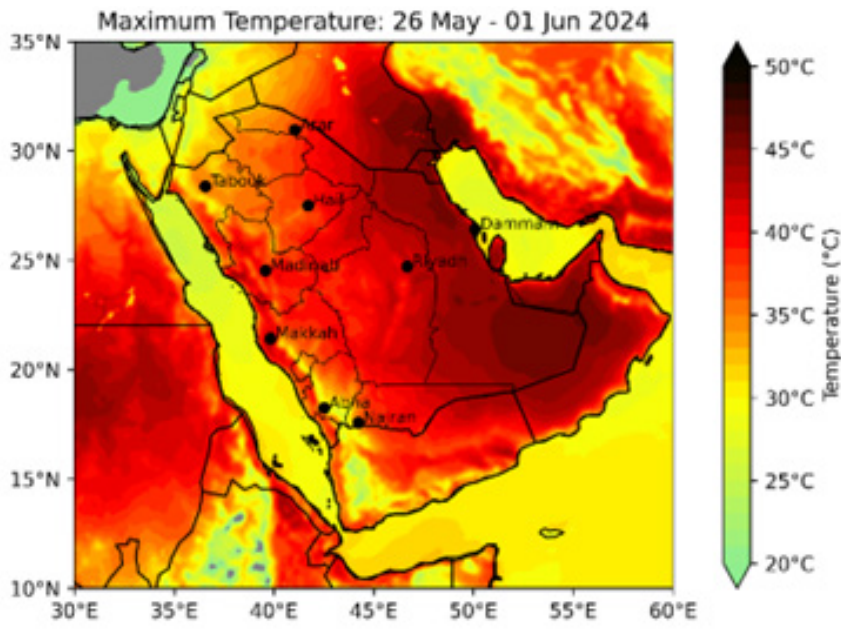 Maximum Temperature: 26 May - 01 Jun 2024
35°N
30°N
25°N
20°N
15°N
10°N
30°E
35°E
40°E
45°E
50°E
55°E
60°E
Arar
Tabouk
Hail
Dammam
Madinah
Riyadh
Makkah
Abha
Najran
50°C
45°C
40°C
35°C
30°C
25°C
20°C
Temperature (°C)